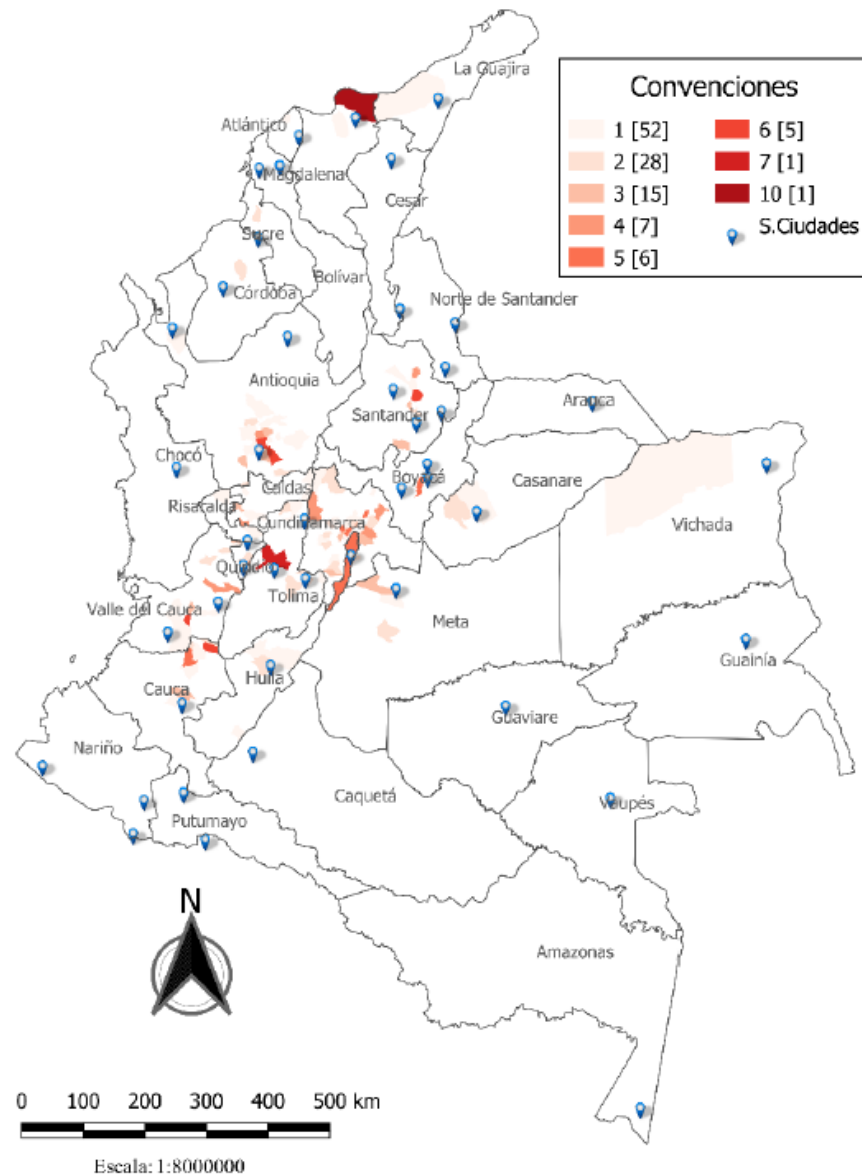 La Guajira
Convenciones
1 [52]
2 [28]
3 [15]
4 [7]
5 [6]
6 [5]
7 [1]
10 [1]
S.Ciudades
Atlántico
Magdalena
Cesar
Sucre
Bolívar
Córdoba
Norte de Santander
Antioquia
Santander
Arauca
Chocó
Boyacá
Casanare
Caldas
Risaralda
Cundinamarca
Vichada
Quindío
Tolima
Valle del Cauca
Meta
Guainía
Huila
Cauca
Guaviare
Nariño
Caquetá
Vaupés
Putumayo
N
Amazonas
0 100 200 300 400 500 km
Escala: 1:8000000